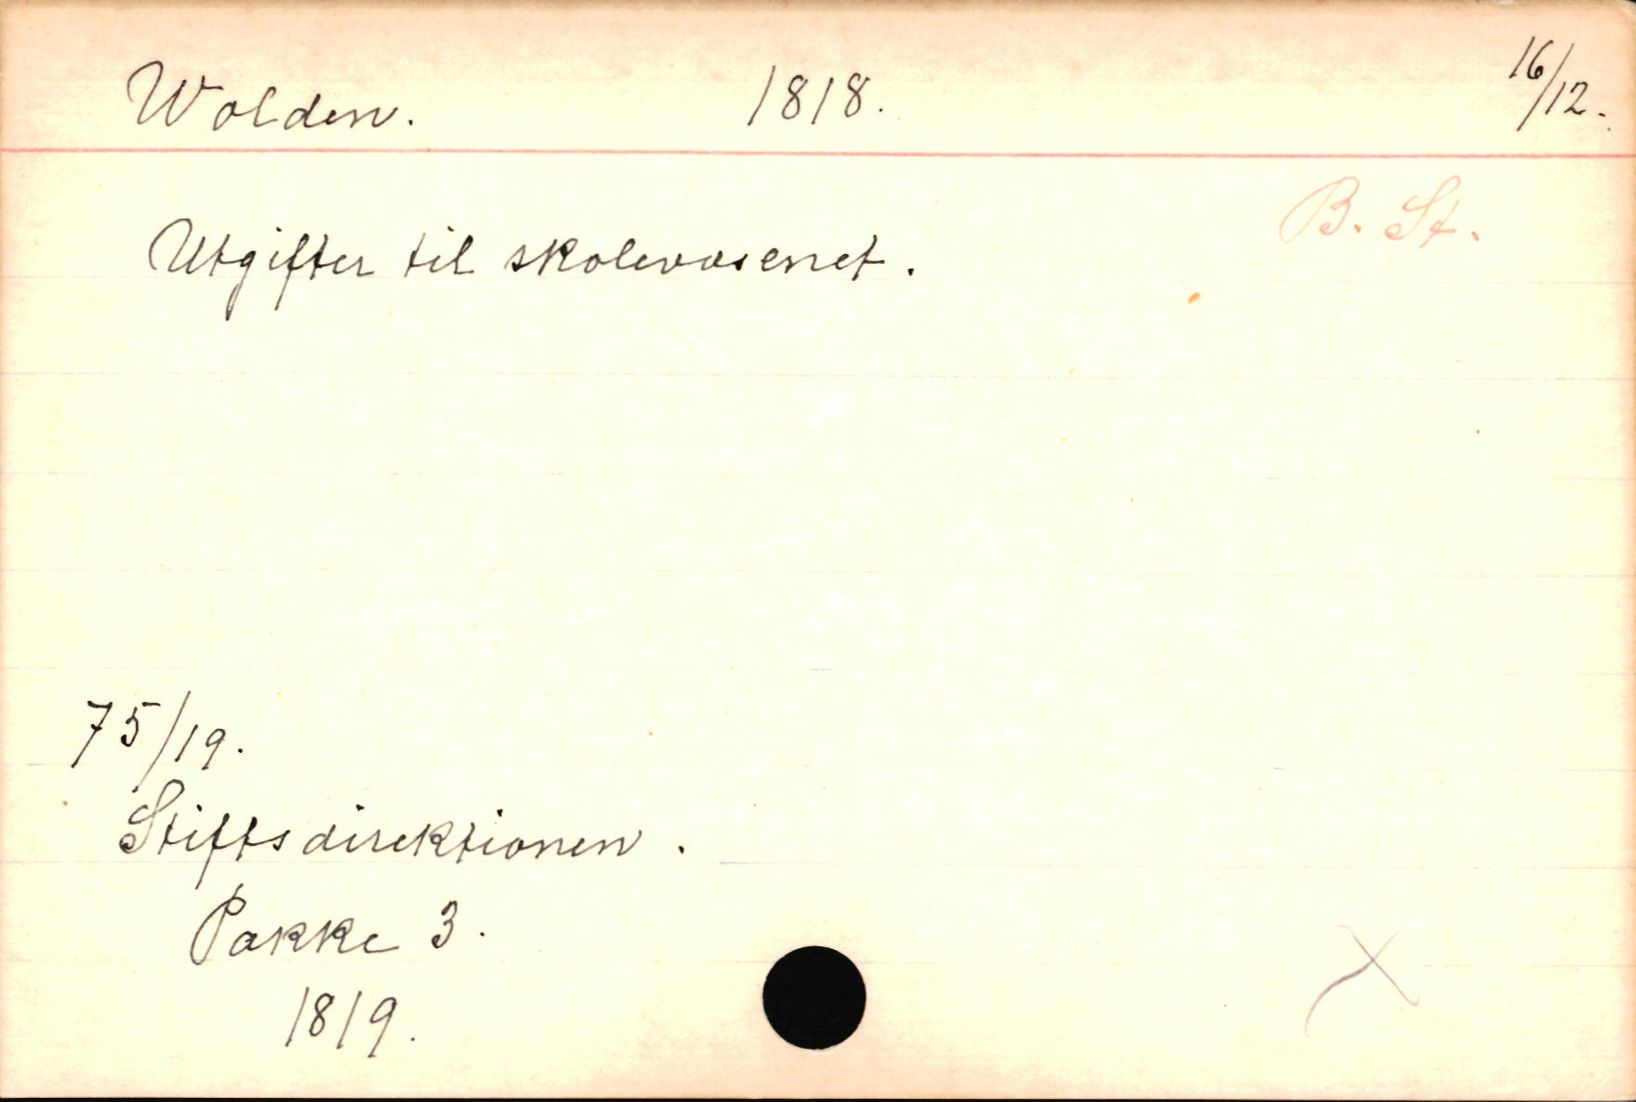 Wolden. 1818. 16/12.
B. St.
Utgifter til skolevæsenet.
75/19.
Stiftsdirektionen.
Pakke 3.
1819.
X